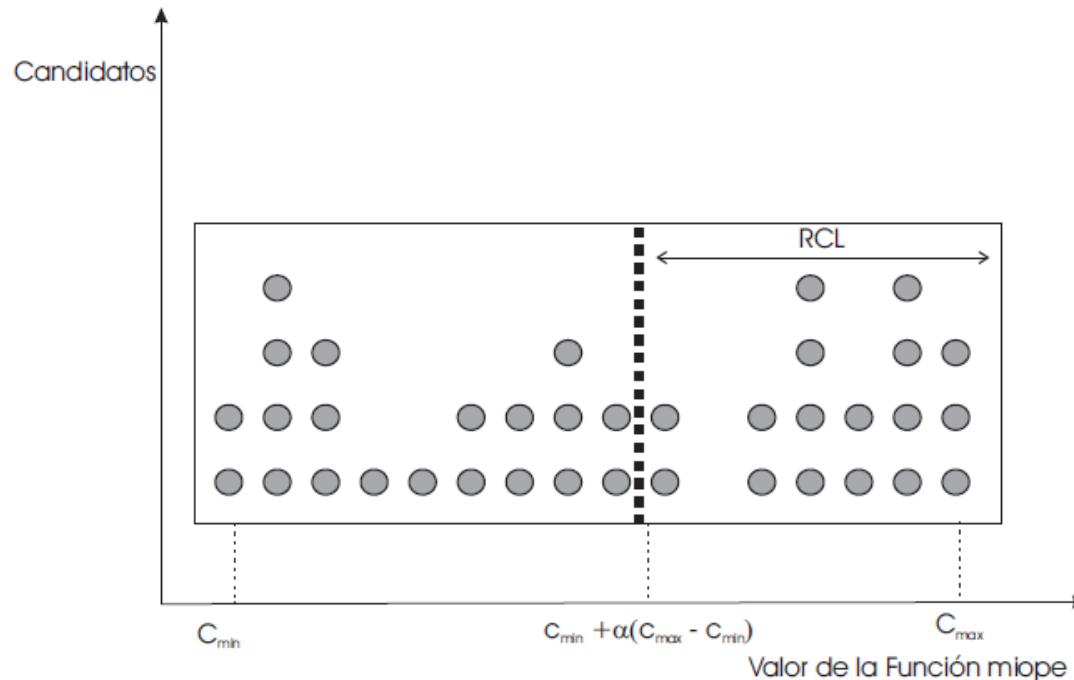 Candidatos
RCL
Cmin
cmin + α(cmax - cmin)
Cmax
Valor de la Función miope